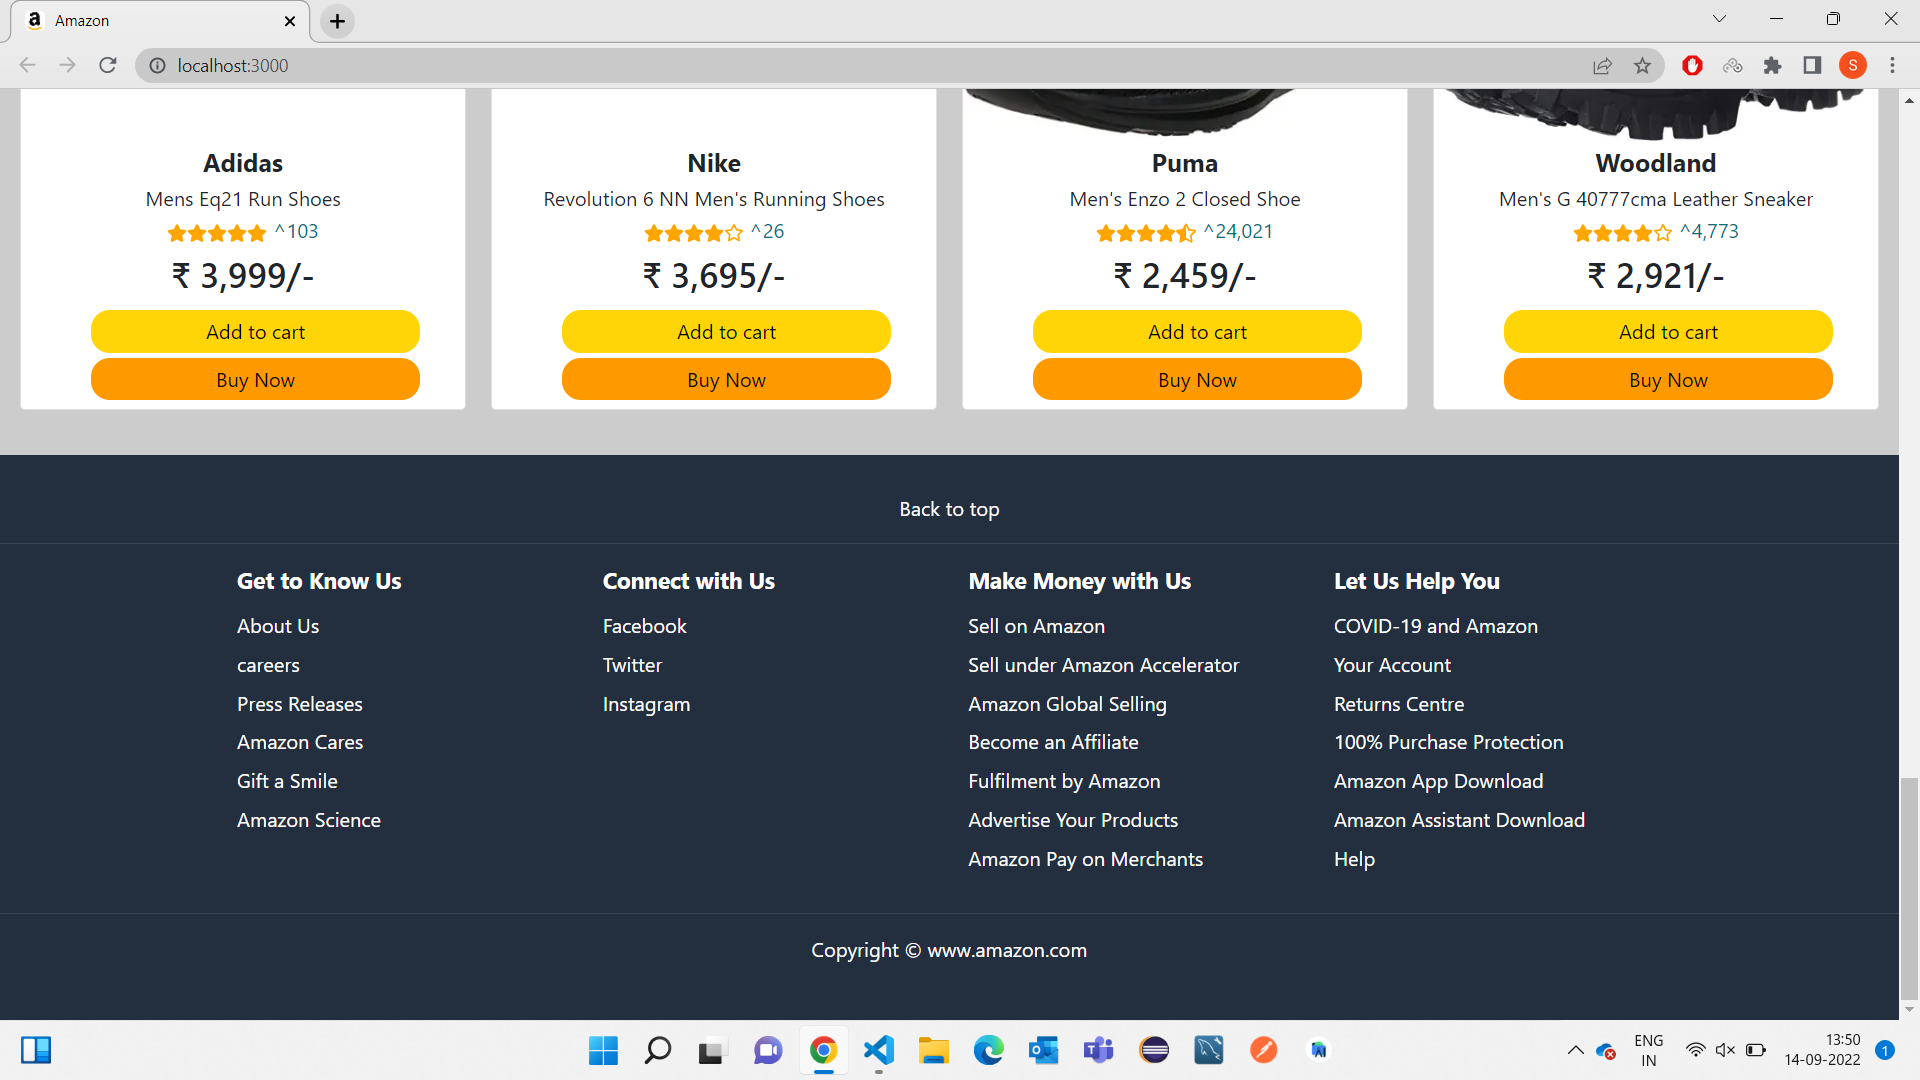 Amazon
localhost:3000
S
Adidas
Mens Eq21 Run Shoes
^103
₹ 3,999/-
Add to cart
Buy Now
Nike
Revolution 6 NN Men's Running Shoes
^26
₹ 3,695/-
Add to cart
Buy Now
Puma
Men's Enzo 2 Closed Shoe
^24,021
₹ 2,459/-
Add to cart
Buy Now
Woodland
Men's G 40777cma Leather Sneaker
^4,773
₹ 2,921/-
Add to cart
Buy Now
Back to top
Get to Know Us
About Us
careers
Press Releases
Amazon Cares
Gift a Smile
Amazon Science
Connect with Us
Facebook
Twitter
Instagram
Make Money with Us
Sell on Amazon
Sell under Amazon Accelerator
Amazon Global Selling
Become an Affiliate
Fulfilment by Amazon
Advertise Your Products
Amazon Pay on Merchants
Let Us Help You
COVID-19 and Amazon
Your Account
Returns Centre
100% Purchase Protection
Amazon App Download
Amazon Assistant Download
Help
Copyright © www.amazon.com
ENG
IN
13:50
14-09-2022
1